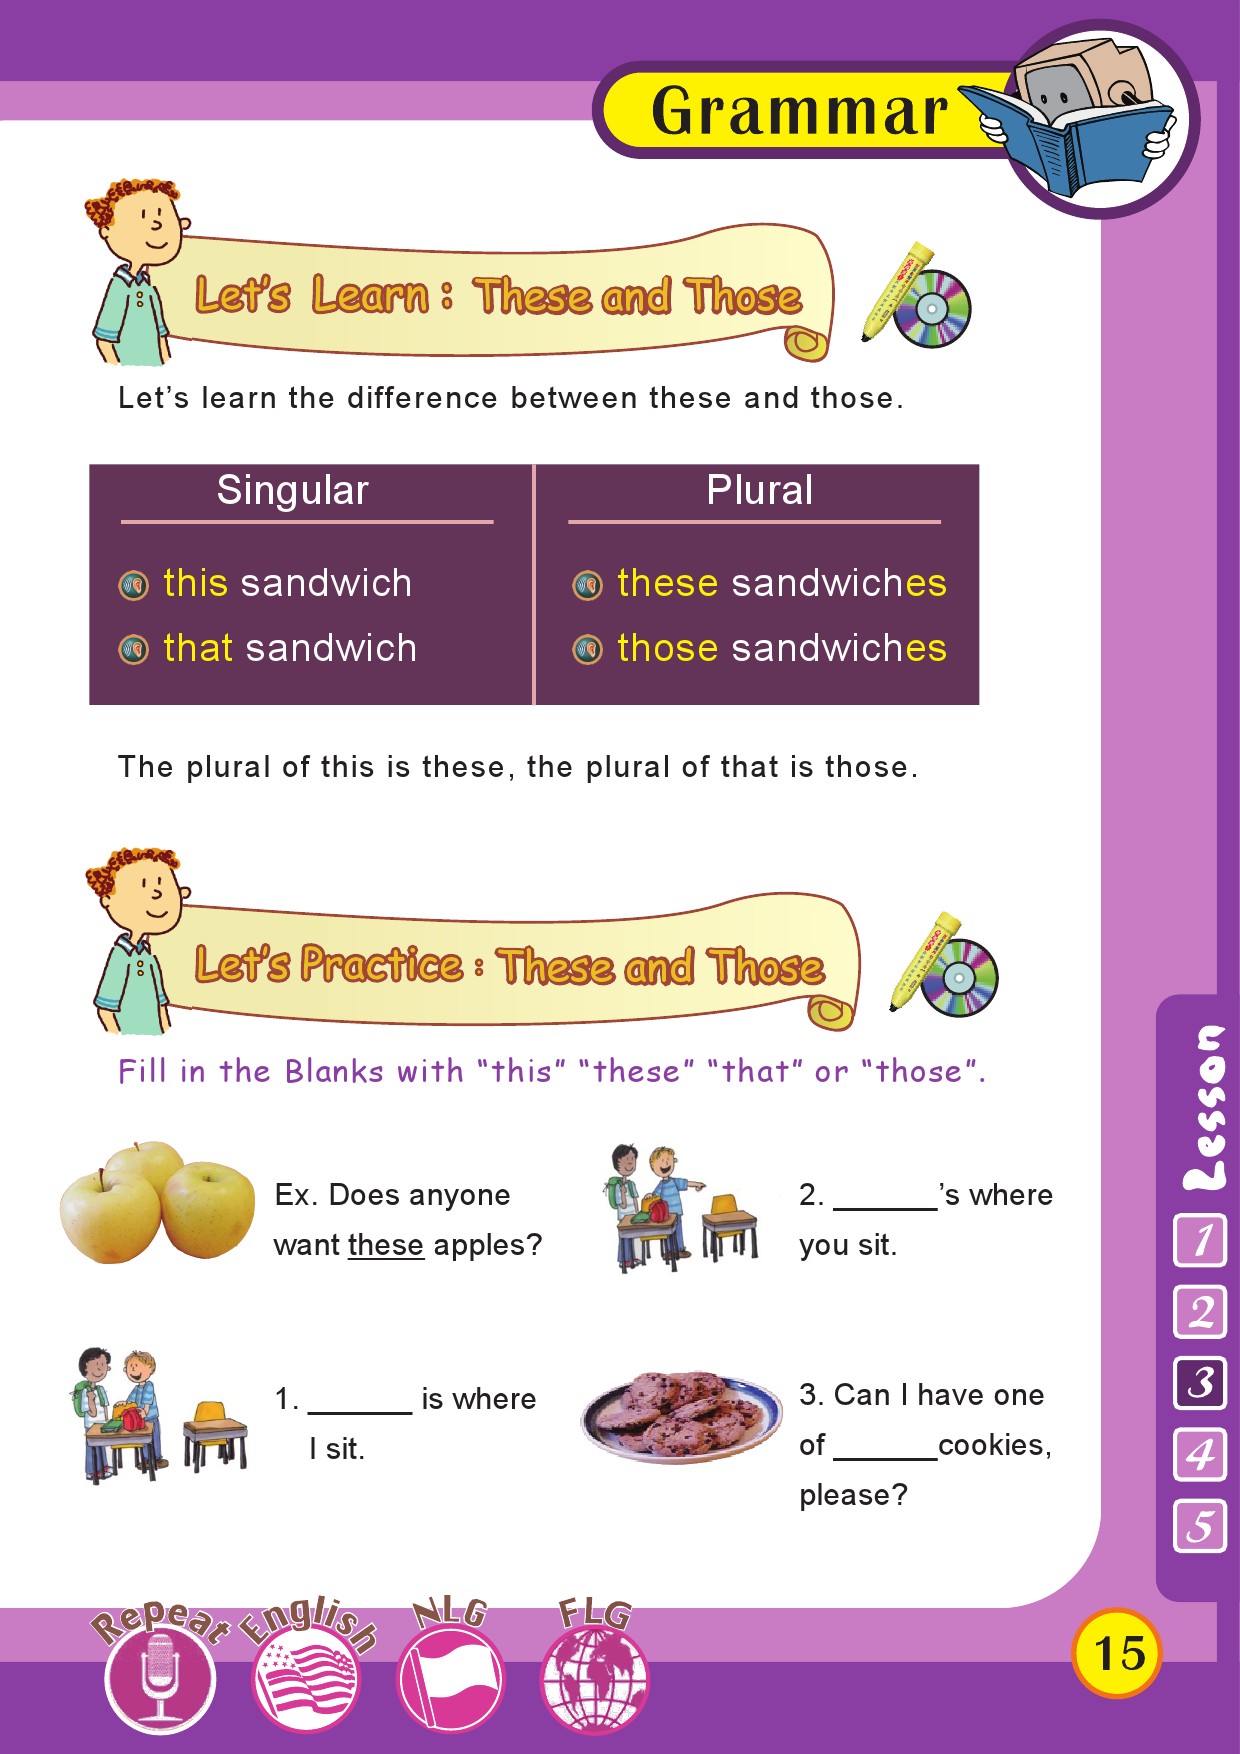 Grammar
Let's Learn : These and Those
Let's learn the difference between these and those.
Singular
Plural
this sandwich
that sandwich
these sandwiches
those sandwiches
The plural of this is these, the plural of that is those.
Let's Practice : These and Those
Fill in the Blanks with “this” “these” “that” or “those”.
Ex. Does anyone
want these apples?
1. ______ is where
I sit.
2. ______’s where
you sit.
3. Can I have one
of ______cookies,
please?
Lesson
1
2
3
4
5
Repeat
English
NLG
FLG
15